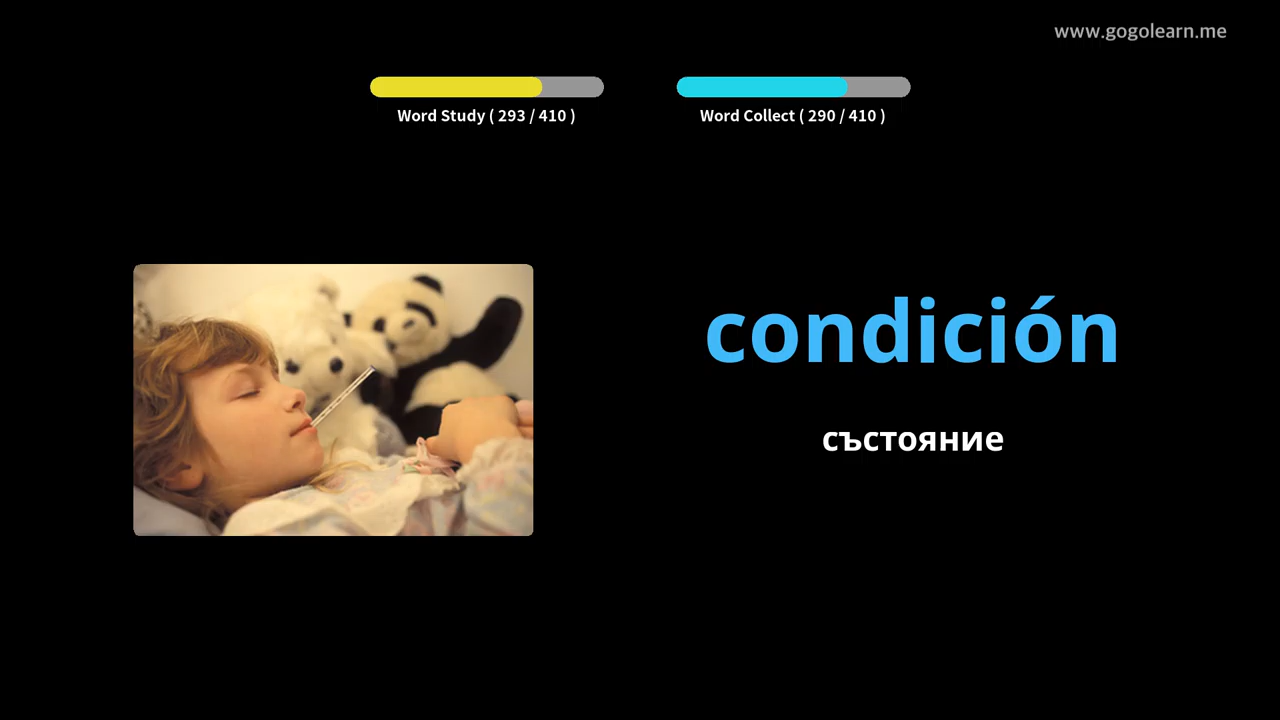 www.gogolearn.me
Word Study ( 293 / 410 )
Word Collect ( 290 / 410 )
condición
състояние